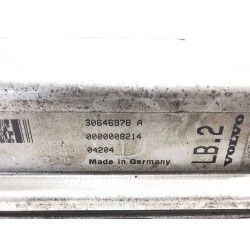 30646978 A
0000008214
04204
Made in Germany
LB.2
VOLVO